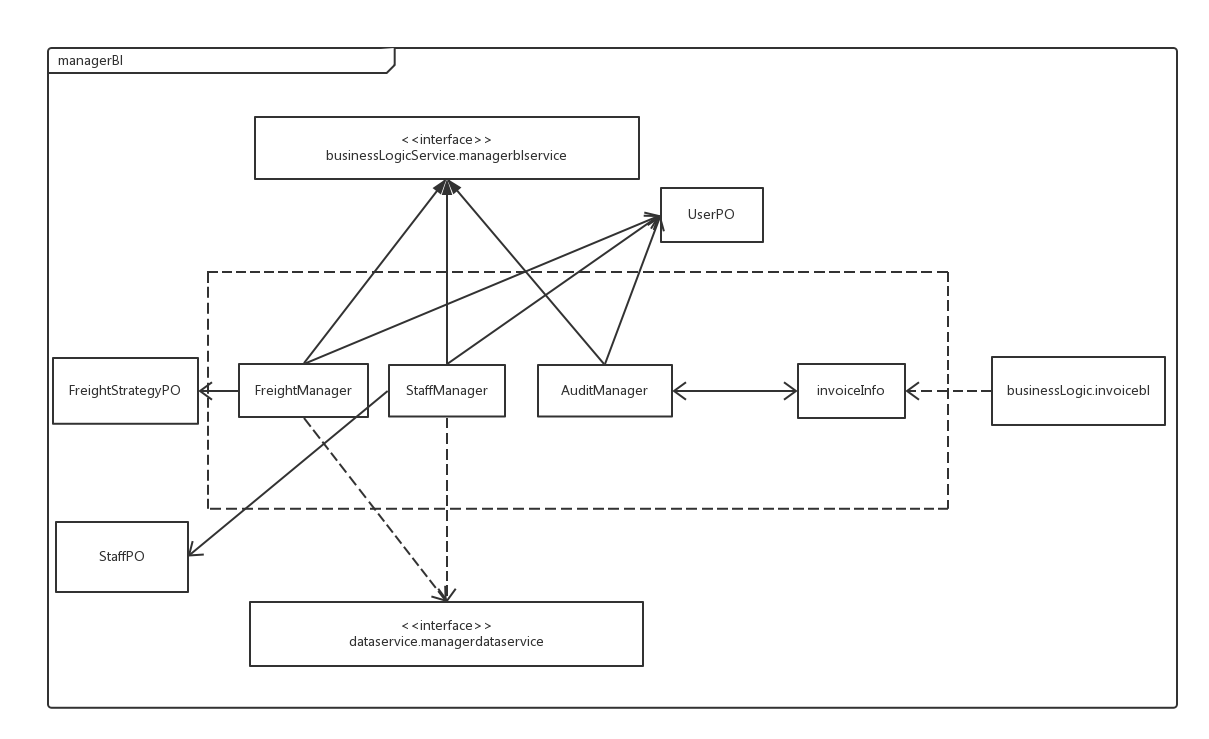 managerBl
<<interface>>
businessLogicService.managerblservice
UserPO
FreightStrategyPO
FreightManager
StaffManager
AuditManager
invoiceInfo
businessLogic.invoicebl
StaffPO
<<interface>>
dataservice.managerdataservice